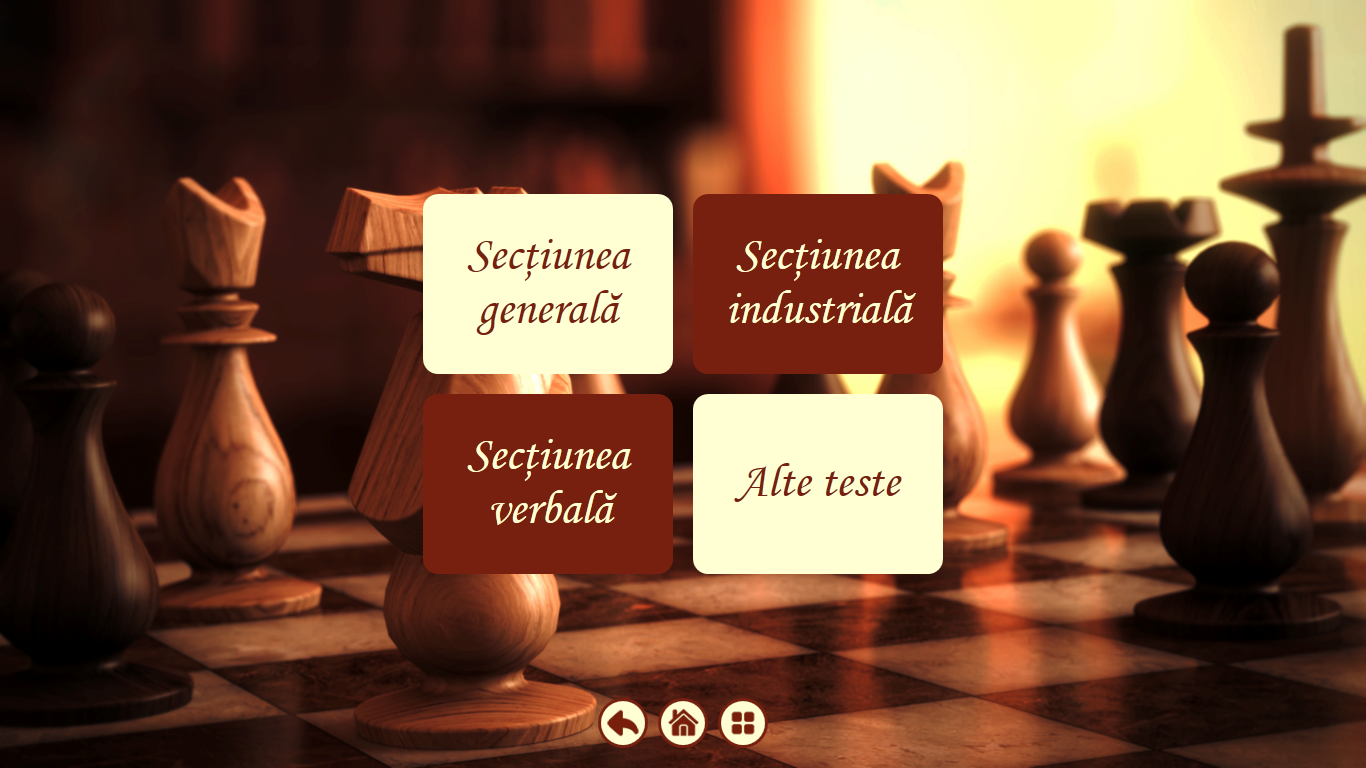 Secțiunea
generală
Secțiunea
industrială
Secțiunea
verbală
Alte teste